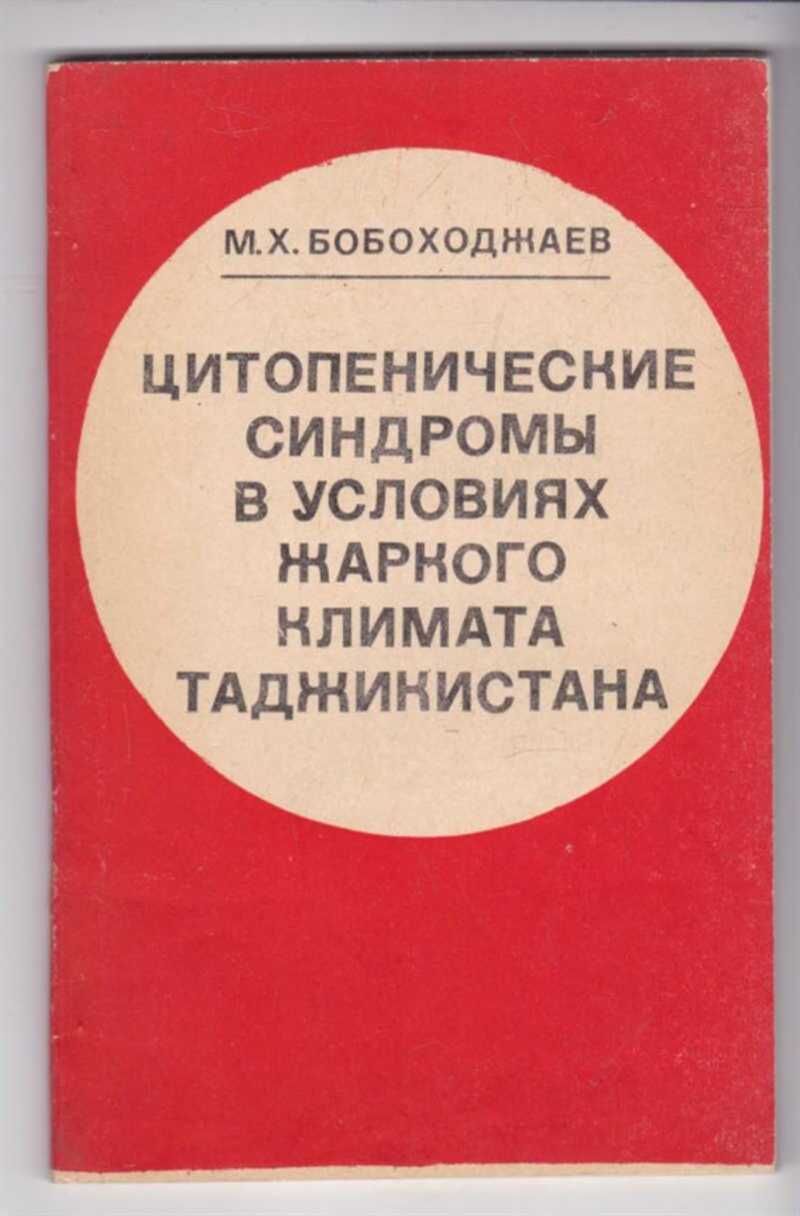 М.Х. БОБОХОДЖАЕВ
ЦИТОПЕНИЧЕСКИЕ
СИНДРОМЫ
В УСЛОВИЯХ
ЖАРКОГО
КЛИМАТА
ТАДЖИКИСТАНА